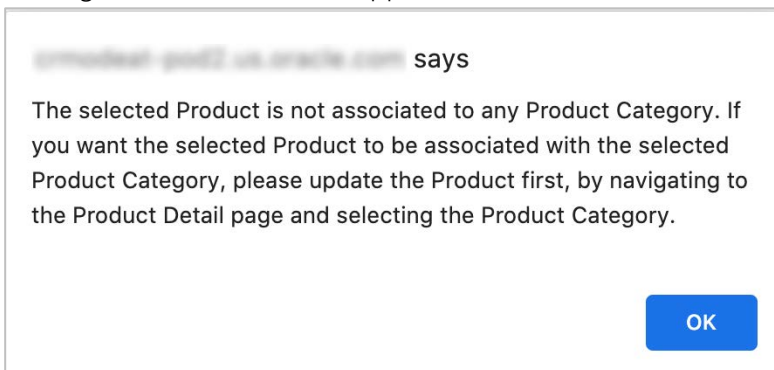 says
The selected Product is not associated to any Product Category. If
you want the selected Product to be associated with the selected
Product Category, please update the Product first, by navigating to
the Product Detail page and selecting the Product Category.
OK